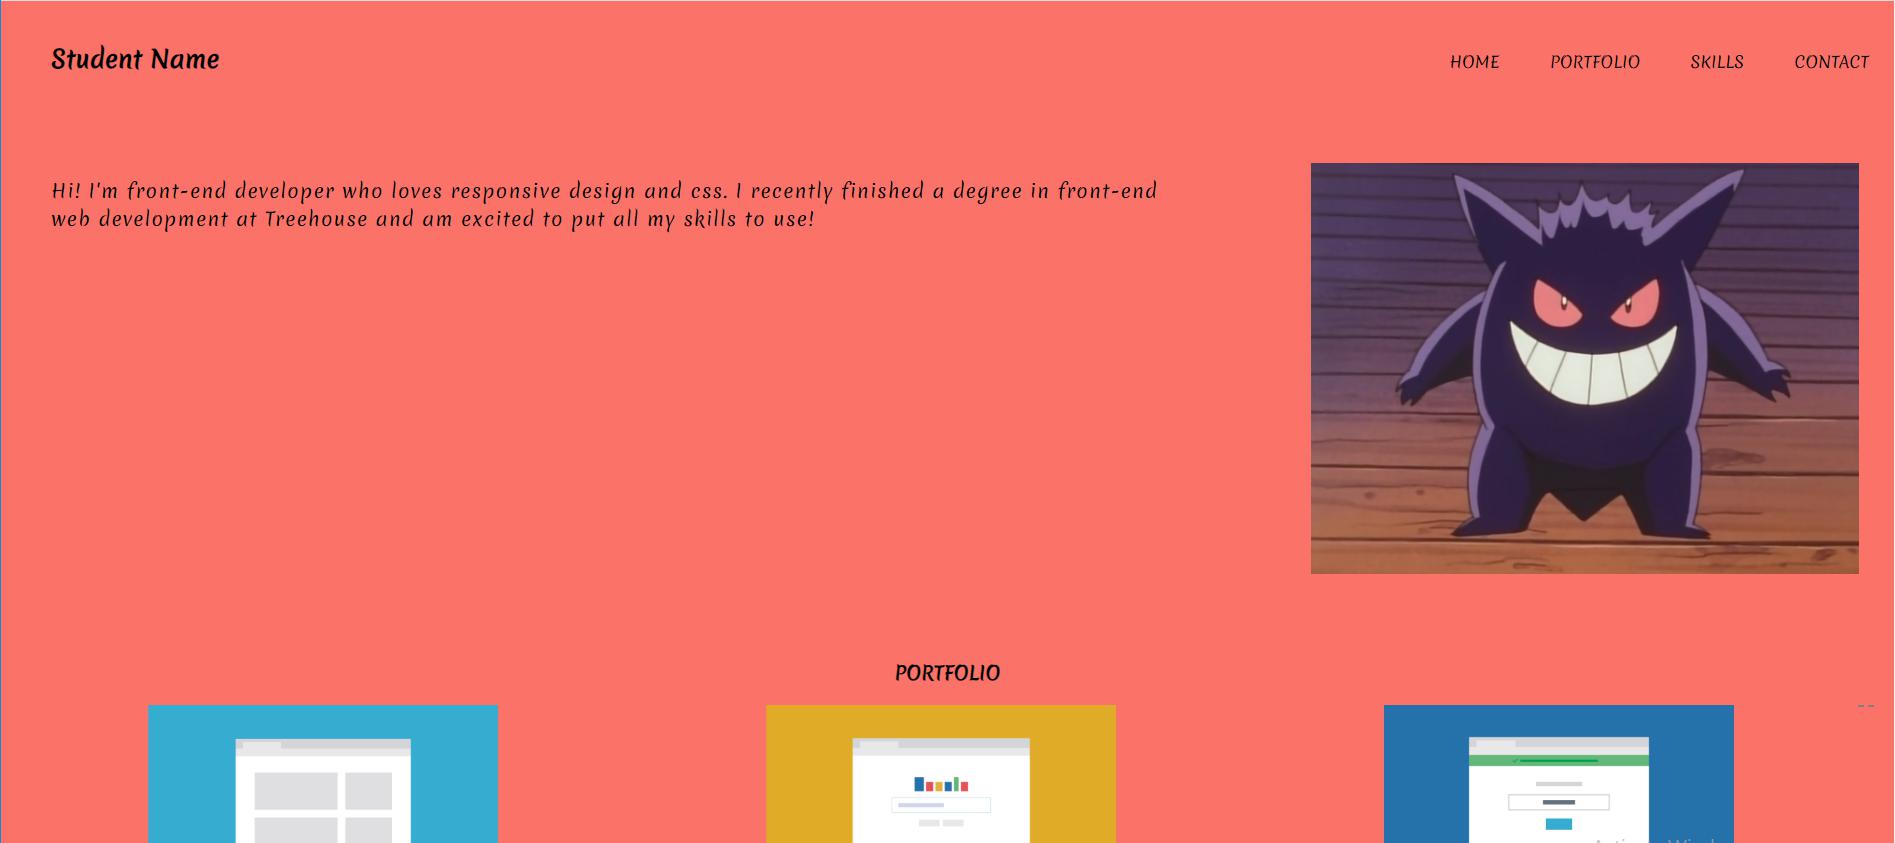 Student Name
HOME PORTFOLIO SKILLS CONTACT
Hi! I'm front-end developer who loves responsive design and css. I recently finished a degree in front-end
web development at Treehouse and am excited to put all my skills to use!
PORTFOLIO